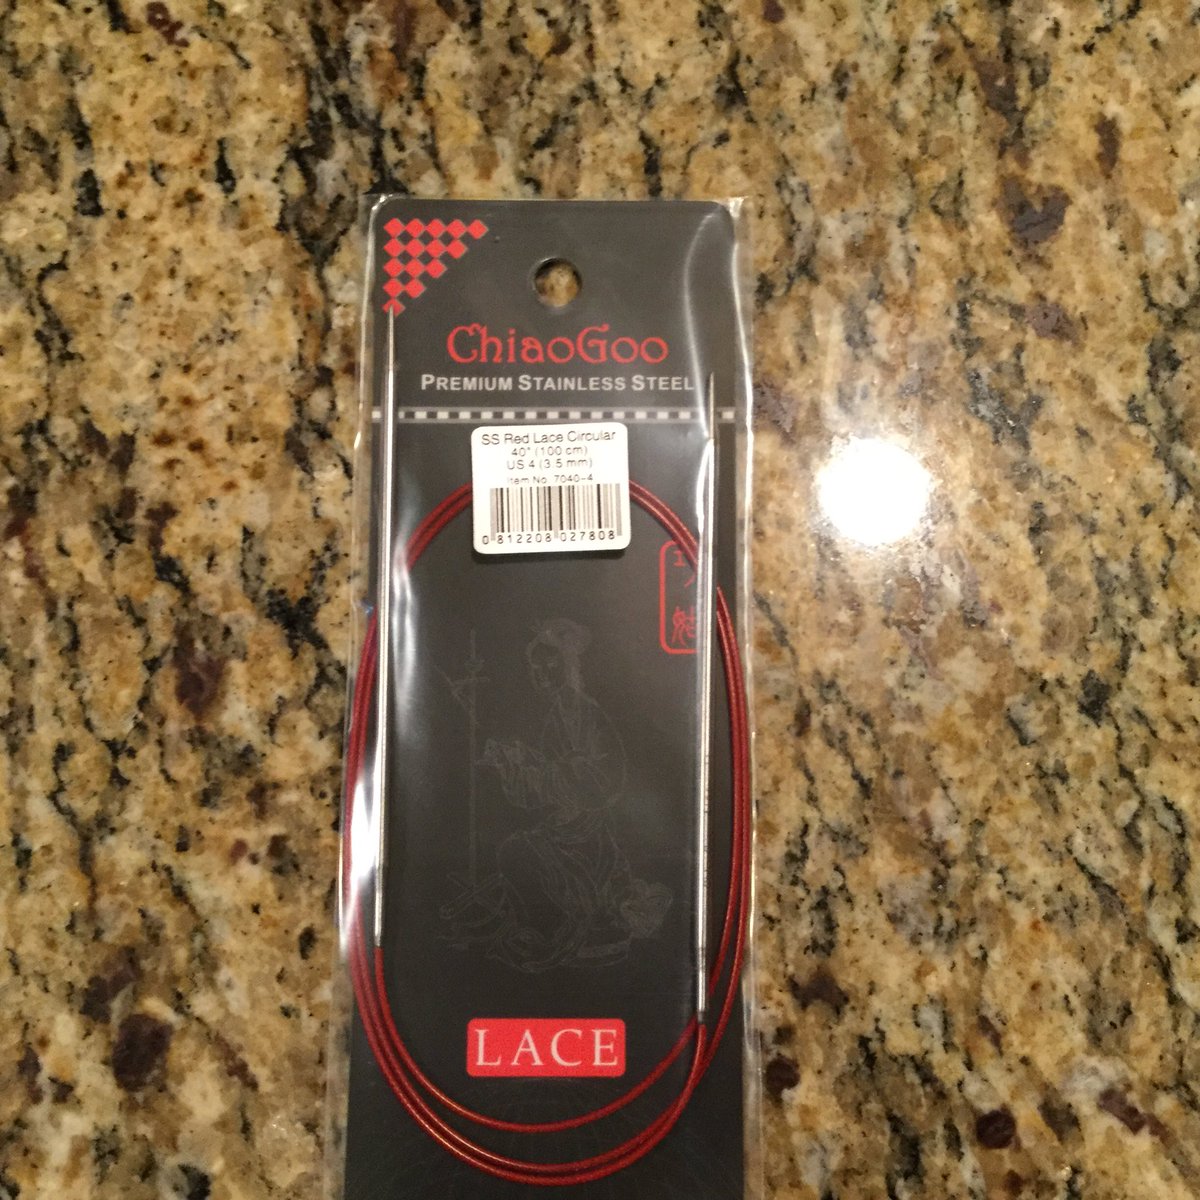 ChiaoGoo
PREMIUM STAINLESS STEEL
SS Red Lace Circular
40" (100 cm)
US 4 (3.5 mm)
Item No. 7040-4
0 812208 027808
LACE